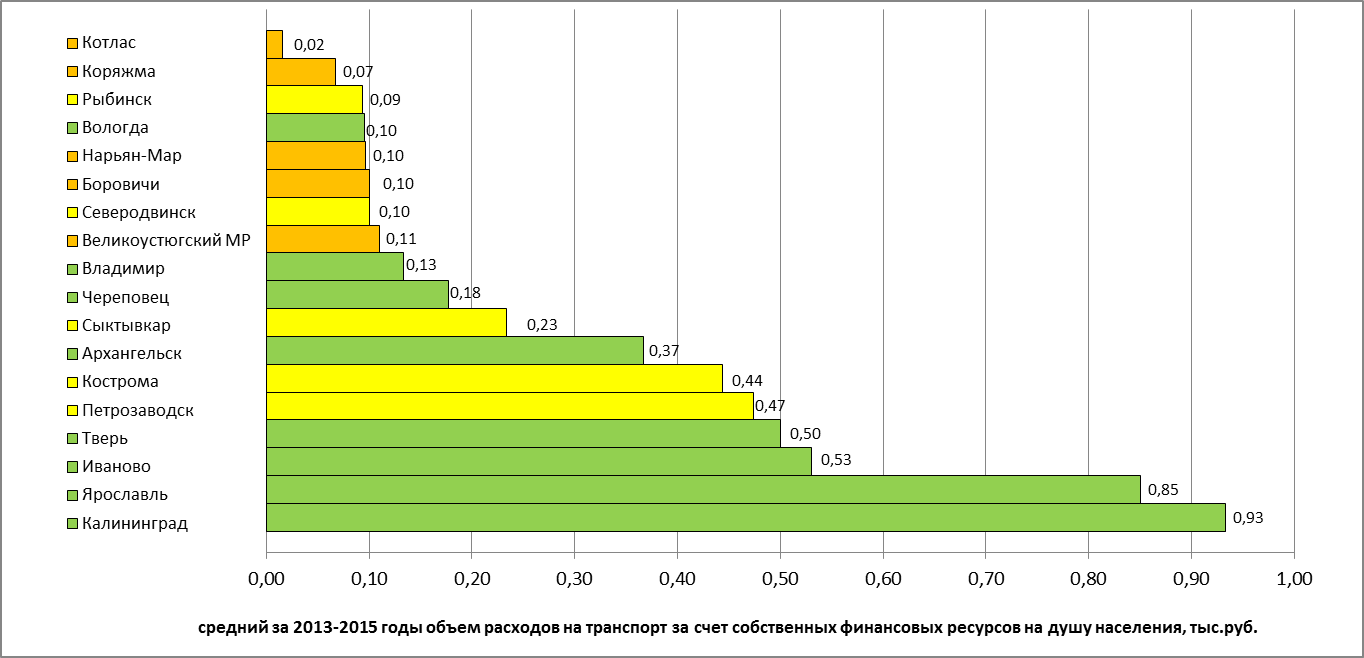 Котлас 0,02
Коряжма 0,07
Рыбинск 0,09
Вологда 0,10
Нарьян-Мар 0,10
Боровичи 0,10
Северодвинск 0,10
Великоустюгский МР 0,11
Владимир 0,13
Череповец 0,18
Сыктывкар 0,23
Архангельск 0,37
Кострома 0,44
Петрозаводск 0,47
Тверь 0,50
Иваново 0,53
Ярославль 0,85
Калининград 0,93
0,00 0,10 0,20 0,30 0,40 0,50 0,60 0,70 0,80 0,90 1,00
средний за 2013-2015 годы объем расходов на транспорт за счет собственных финансовых ресурсов на душу населения, тыс.руб.